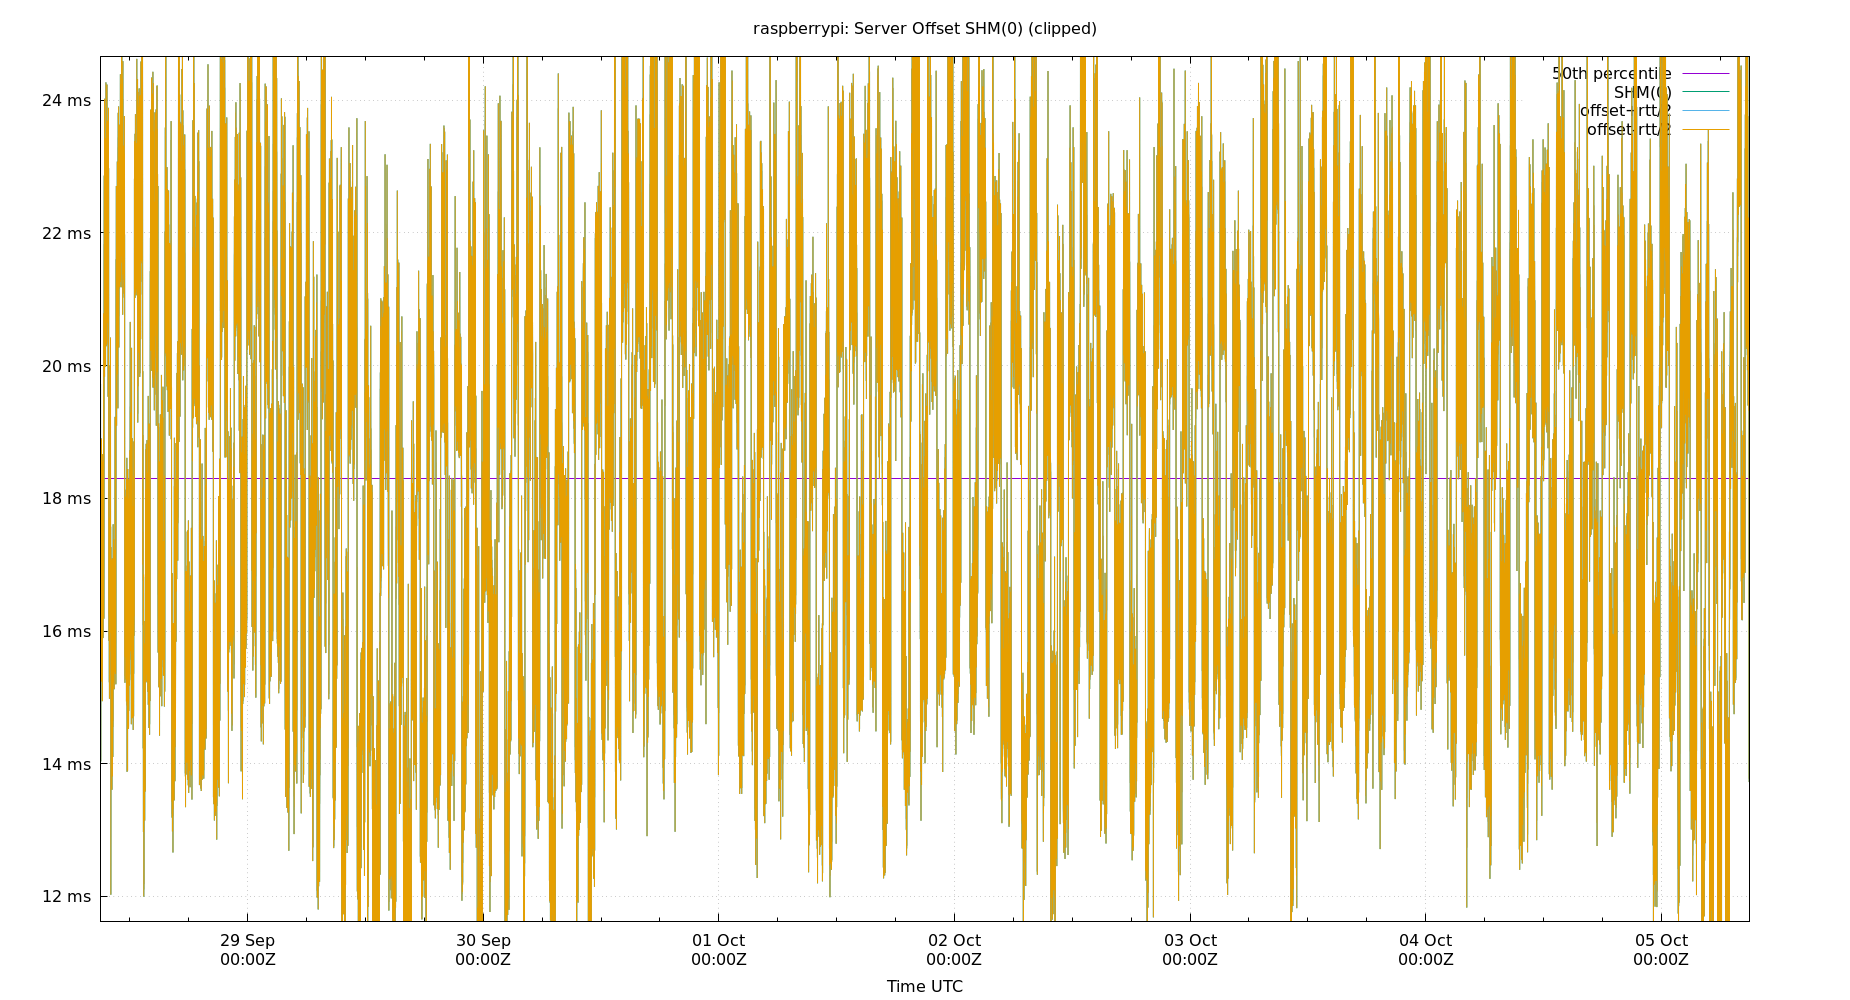 raspberrypi: Server Offset SHM(0) (clipped)
50th percentile
SHM(0)
offset+rtt/2
offset-rtt/2
24 ms
22 ms
20 ms
18 ms
16 ms
14 ms
12 ms
29 Sep 30 Sep 01 Oct 02 Oct 03 Oct 04 Oct 05 Oct
00:00Z 00:00Z 00:00Z 00:00Z 00:00Z 00:00Z 00:00Z
Time UTC